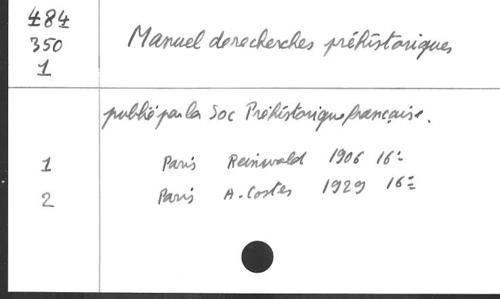 484
350 Manuel de recherches préhistoriques
1
publié par la Soc Préhistorique française.
1 Paris Reinwald 1906 16=
2 Paris A. Costes 1929 16=